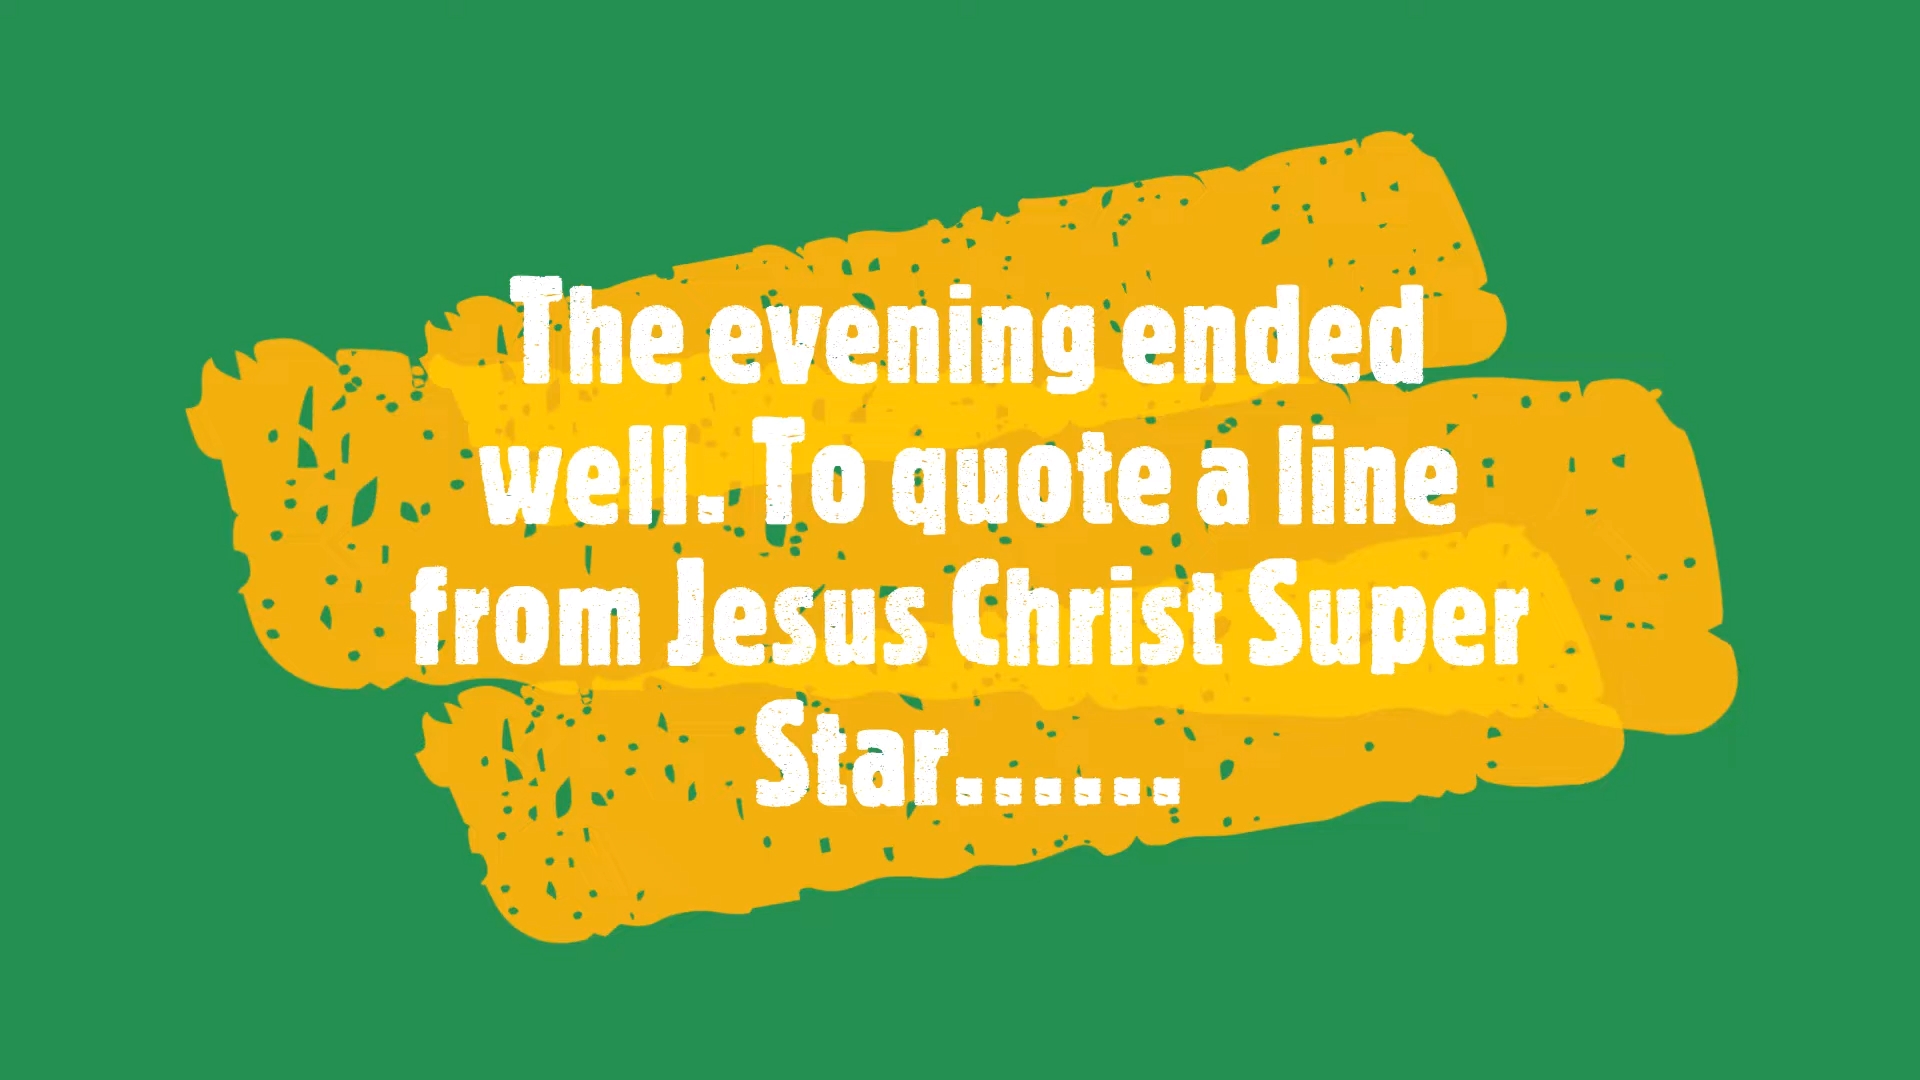 The evening ended
well. To quote a line
from Jesus Christ Super
Star......